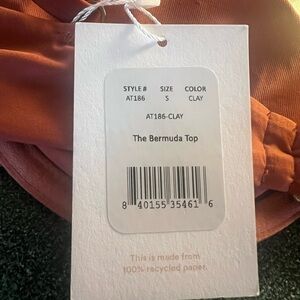 STYLE # SIZE COLOR
AT186 S CLAY
AT186-CLAY
The Bermuda Top
8 40155 35461 6
This is made from
100% recycled paper.